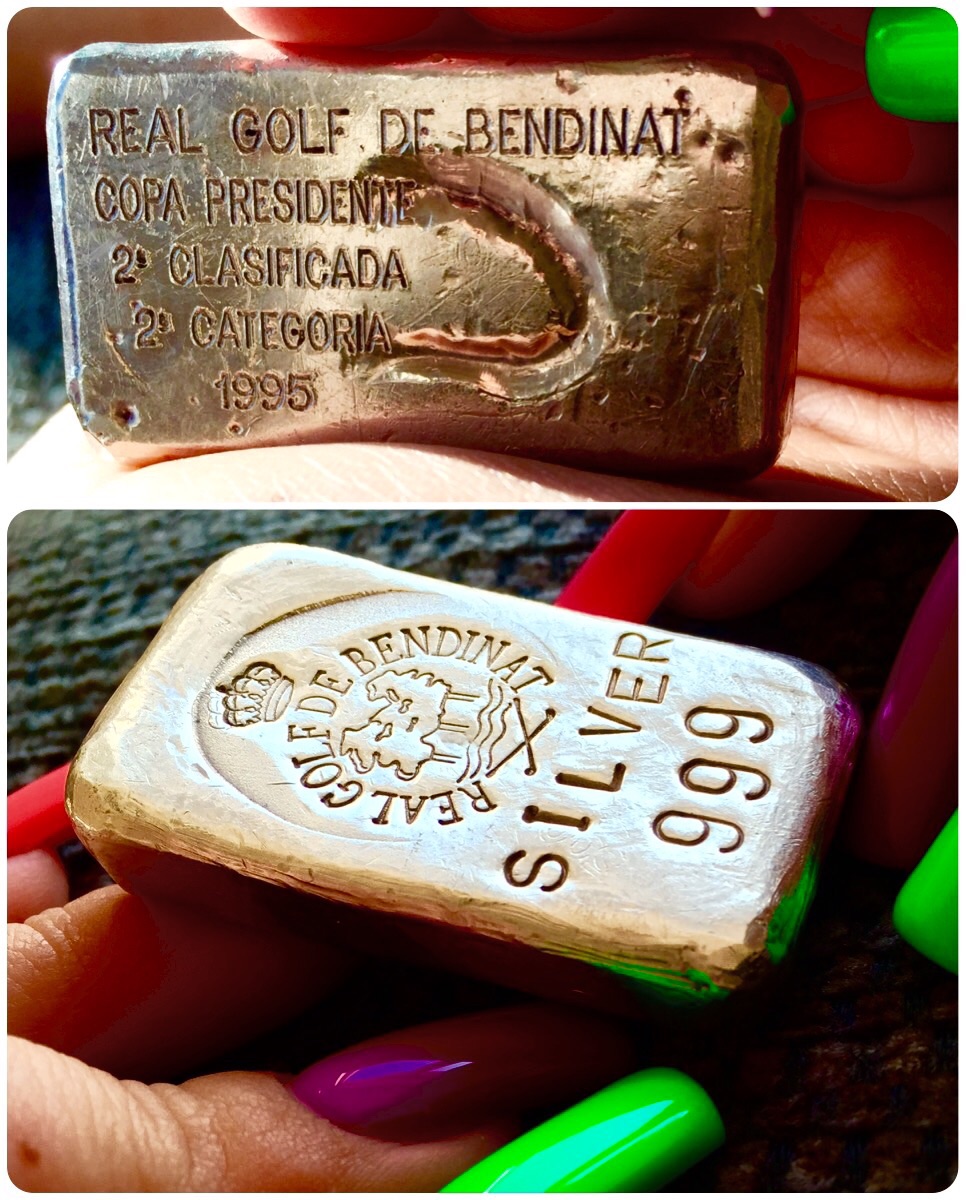 REAL GOLF DE BENDINAT
COPA PRESIDENTE
2ª CLASIFICADA
2ª CATEGORIA
1995
REAL GOLF DE BENDINAT
SILVER
999